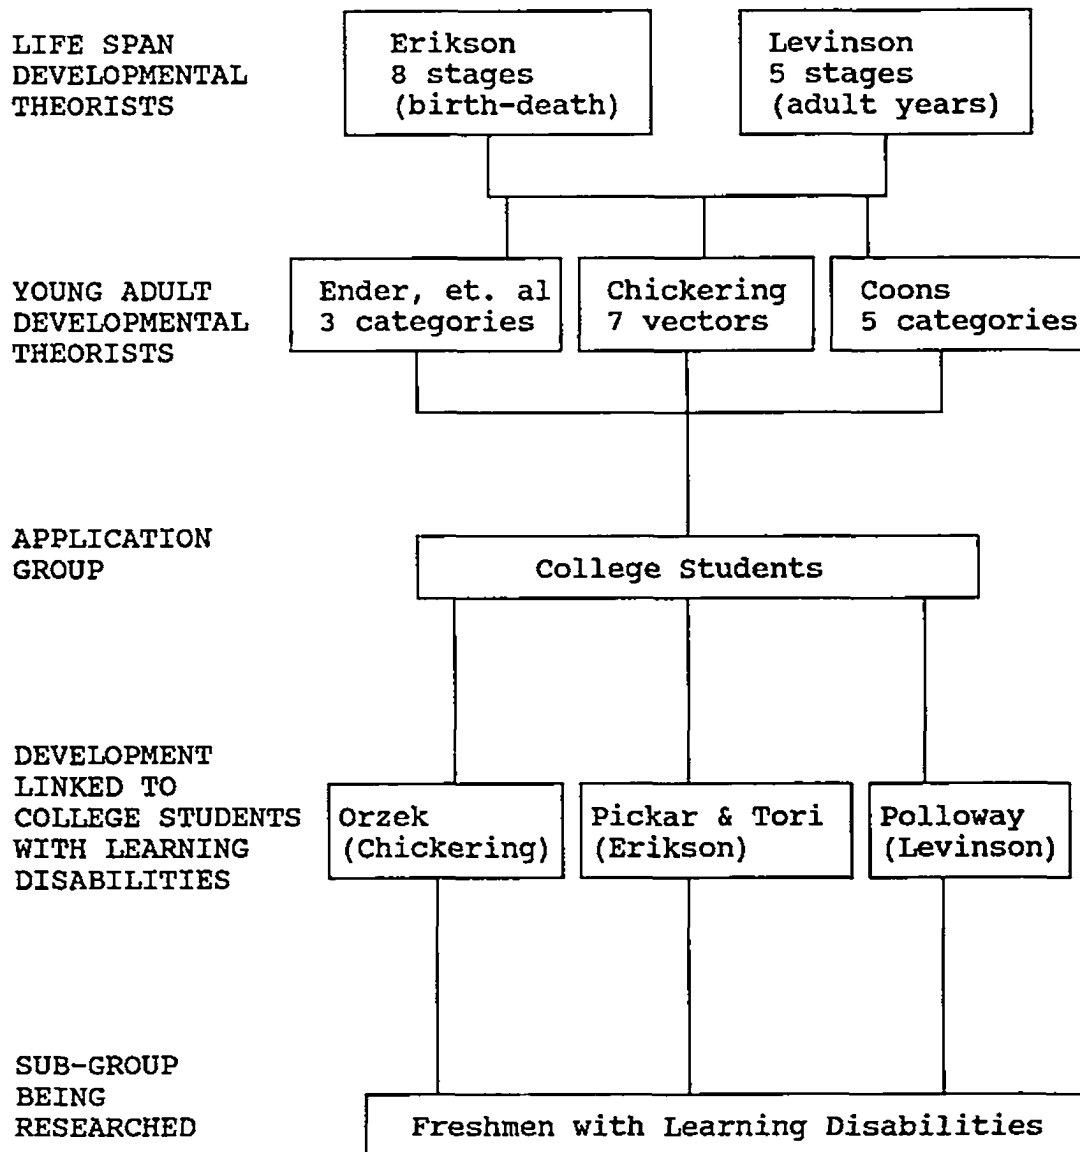 LIFE SPAN
DEVELOPMENTAL
THEORISTS
Erikson
8 stages
(birth-death)
Levinson
5 stages
(adult years)
YOUNG ADULT
DEVELOPMENTAL
THEORISTS
Ender, et. al
3 categories
Chickering
7 vectors
Coons
5 categories
APPLICATION
GROUP
College Students
DEVELOPMENT
LINKED TO
COLLEGE STUDENTS
WITH LEARNING
DISABILITIES
Orzek
(Chickering)
Pickar & Tori
(Erikson)
Polloway
(Levinson)
SUB-GROUP
BEING
RESEARCHED
Freshmen with Learning Disabilities